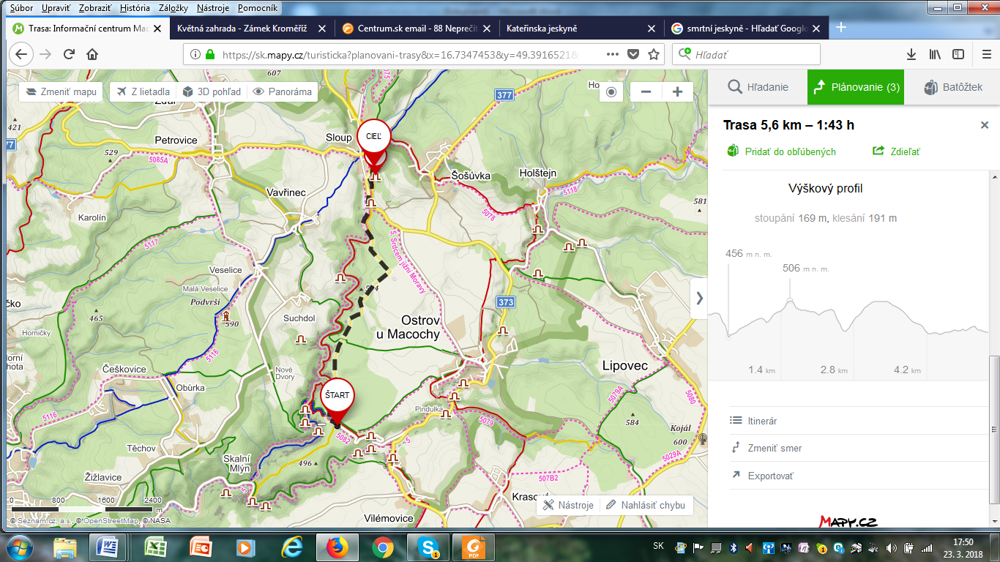 Súbor Upraviť Zobraziť História Záložky Nástroje Pomocník
Trasa: Informační centrum Mac
Květná zahrada - Zámek Kroměříž
Centrum.sk email - 88 Neprečít
Kateřinska jeskyně
smrtní jeskyně - Hľadať Googlo
https://sk.mapy.cz/turisticka?planovani-trasy&x=16.7347453&y=49.3916521&
Hľadať
Zmeniť mapu
Z lietadla
3D pohľad
Panoráma
Hľadanie
Plánovanie (3)
Batôžtek
Trasa 5,6 km – 1:43 h
Pridať do obľúbených
Zdieľať
Výškový profil
stoupání 169 m, klesání 191 m
456 m n. m.
506 m n. m.
1.4 km
2.8 km
4.2 km
Itinerár
Zmeniť smer
Exportovať
MAPY.CZ
607
377
421
Petrovice
Sloup
CIEĽ
529
5085A
Šošůvka
Holštejn
5118
581
Vavřinec
Karolín
5078
5117
5. Srdcem jižní Moravy
Veselice
Malá Veselice
Podvrší
590
Suchdol
465
Horničky
373
Ostrov
u Macochy
5116
Lipovec
Češkovice
Obůrka
Nové
Dvory
ŠTART
5079A
5080
Pindulka
5116
5079
584
Kojál
600
Těchov
5082
5029A
Skalní
Mlýn
496
Žižlavice
507B2
Krasová
Vilémovice
0 800 1600 2400
m
© Seznam.cz, a.s., © OpenStreetMap, © NASA
Nástroje
Nahlásiť chybu
SK
17:50
23. 3. 2018